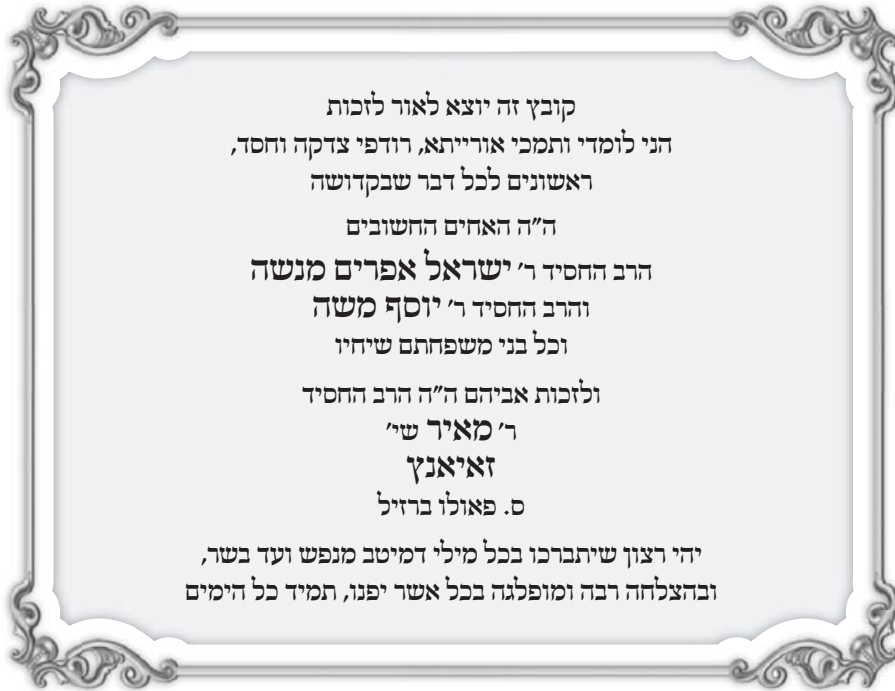 קובץ זה יוצא לאור לזכות
הני לומדי ותמכי אורייתא, רודפי צדקה וחסד,
ראשונים לכל דבר שבקדושה
ה"ה האחים החשובים
הרב החסיד ר' ישראל אפרים מנשה
והרב החסיד ר' יוסף משה
וכל בני משפחתם שיחיו
ולזכות אביהם ה"ה הרב החסיד
ר' מאיר שי'
זאיאנץ
ס. פאולו ברזיל
יהי רצון שיתברכו בכל מילי דמיטב מנפש ועד בשר,
ובהצלחה רבה ומופלגה בכל אשר יפנו, תמיד כל הימים